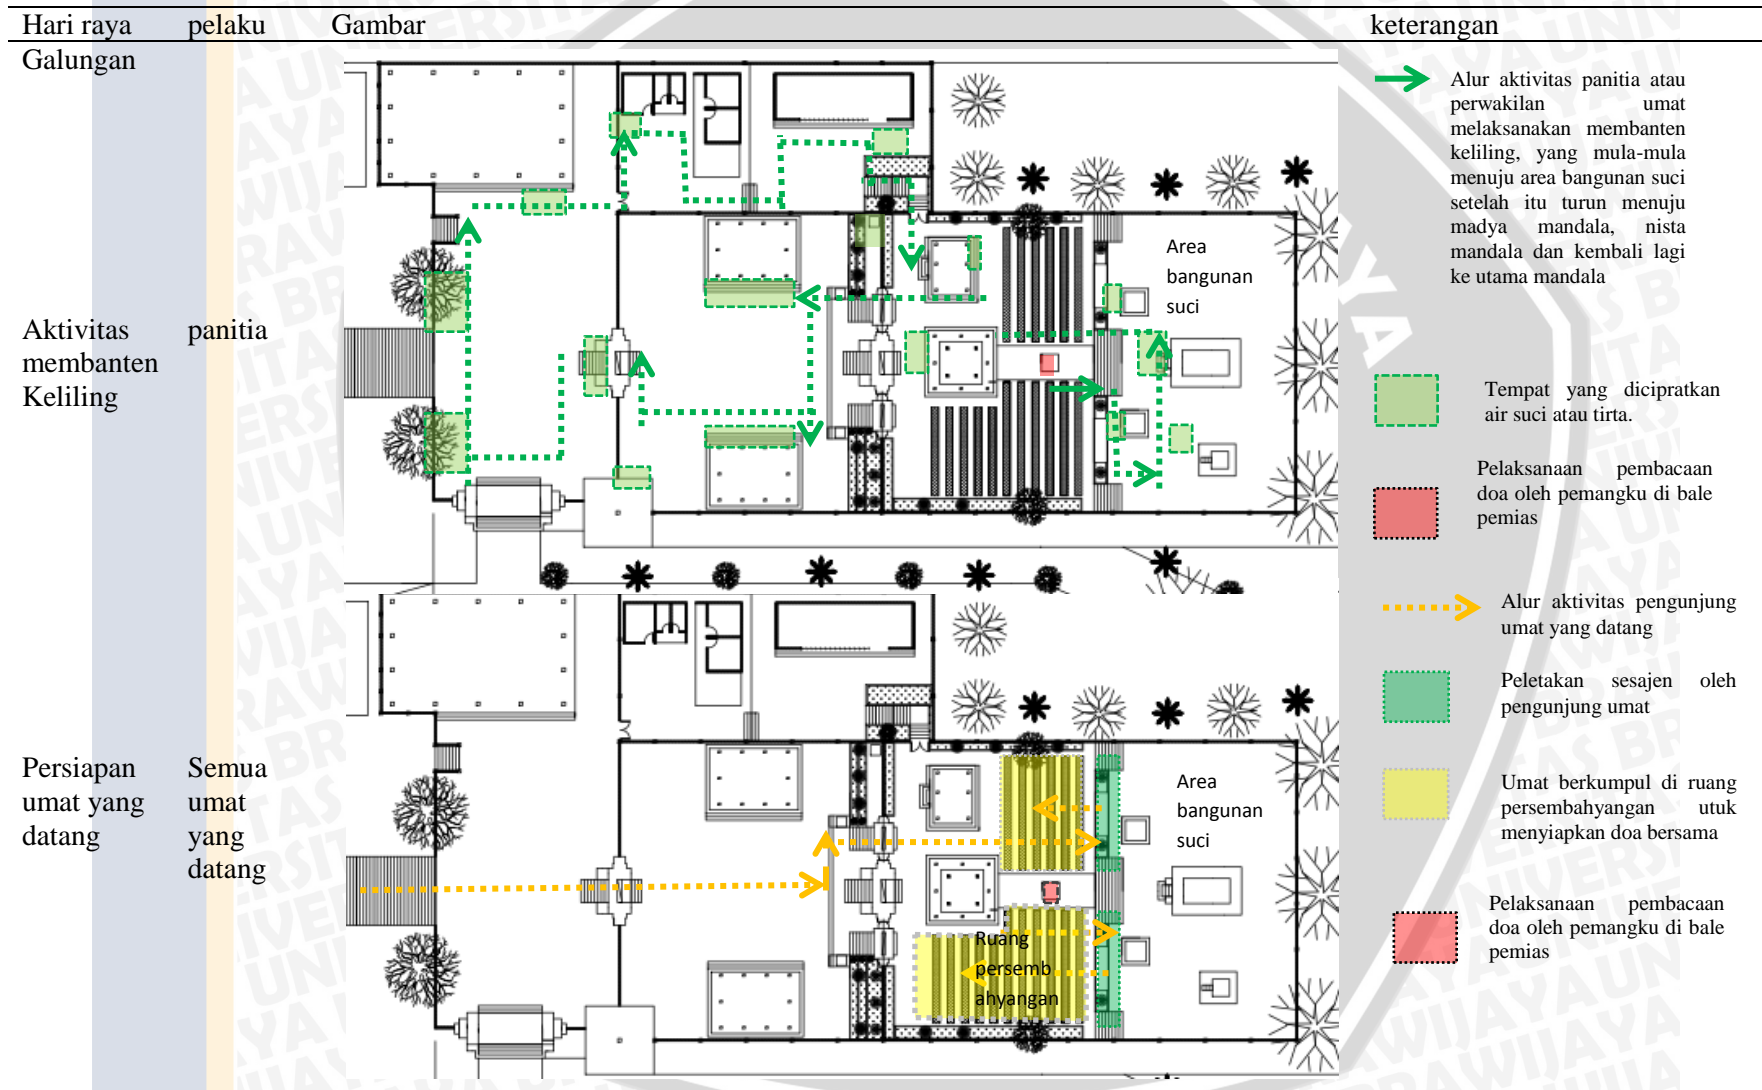 Hari raya pelaku Gambar keterangan
Galungan
Aktivitas panitia
membanten
Keliling
Area
bangunan
suci
Alur aktivitas panitia atau
perwakilan umat
melaksanakan membanten
keliling, yang mula-mula
menuju area bangunan suci
setelah itu turun menuju
madya mandala, nista
mandala dan kembali lagi
ke utama mandala
Tempat yang dicipratkan
air suci atau tirta.
Pelaksanaan pembacaan
doa oleh pemangku di bale
pemias
Persiapan Semua
umat yang umat
datang yang
datang
Area
bangunan
suci
Ruang
persemb
ahyangan
Alur aktivitas pengunjung
umat yang datang
Peletakan sesajen oleh
pengunjung umat
Umat berkumpul di ruang
persembahyangan utuk
menyiapkan doa bersama
Pelaksanaan pembacaan
doa oleh pemangku di bale
pemias